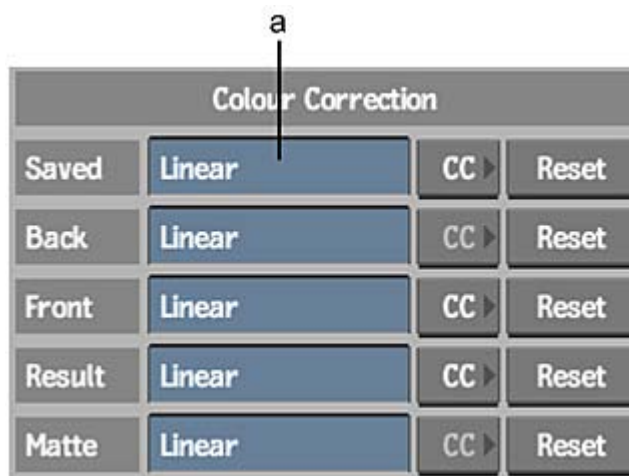 a
Colour Correction
Saved Linear CC Reset
Back Linear CC Reset
Front Linear CC Reset
Result Linear CC Reset
Matte Linear CC Reset